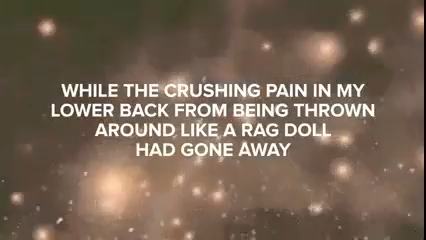 WHILE THE CRUSHING PAIN IN MY
LOWER BACK FROM BEING THROWN
AROUND LIKE A RAG DOLL
HAD GONE AWAY